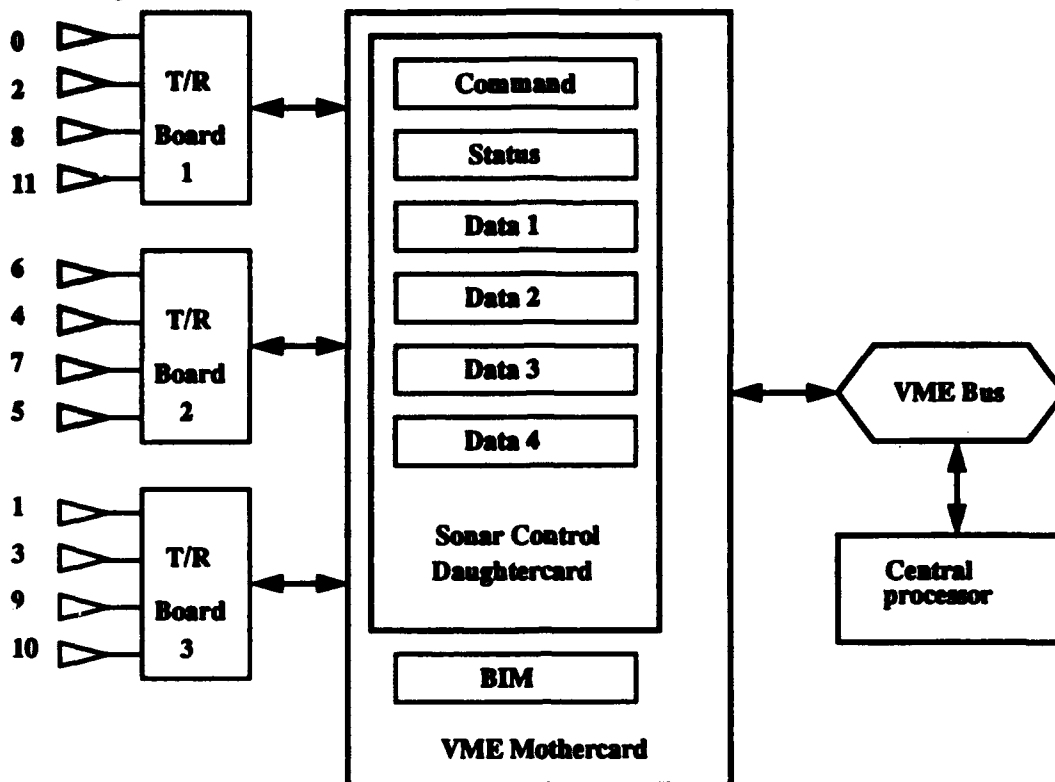 0
2
8
11
T/R
Board
1
6
4
7
5
T/R
Board
2
1
3
9
10
T/R
Board
3
Command
Status
Data 1
Data 2
Data 3
Data 4
Sonar Control
Daughtercard
BIM
VME Mothercard
VME Bus
Central
processor